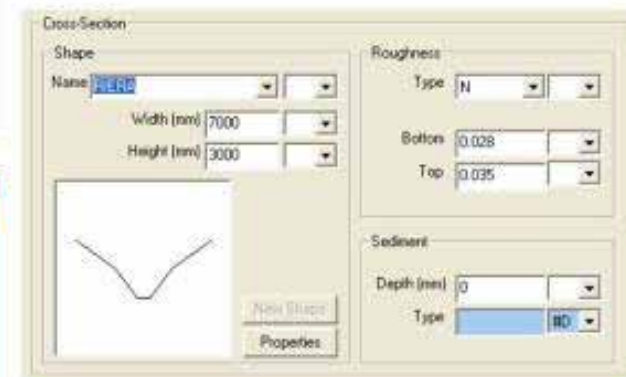 Cross-Section
Shape
Name RIERA
Width (mm) 7000
Height (mm) 3000
New Shape
Properties
Roughness
Type N
Bottom 0.028
Top 0.035
Sediment
Depth (mm) 0
Type #D